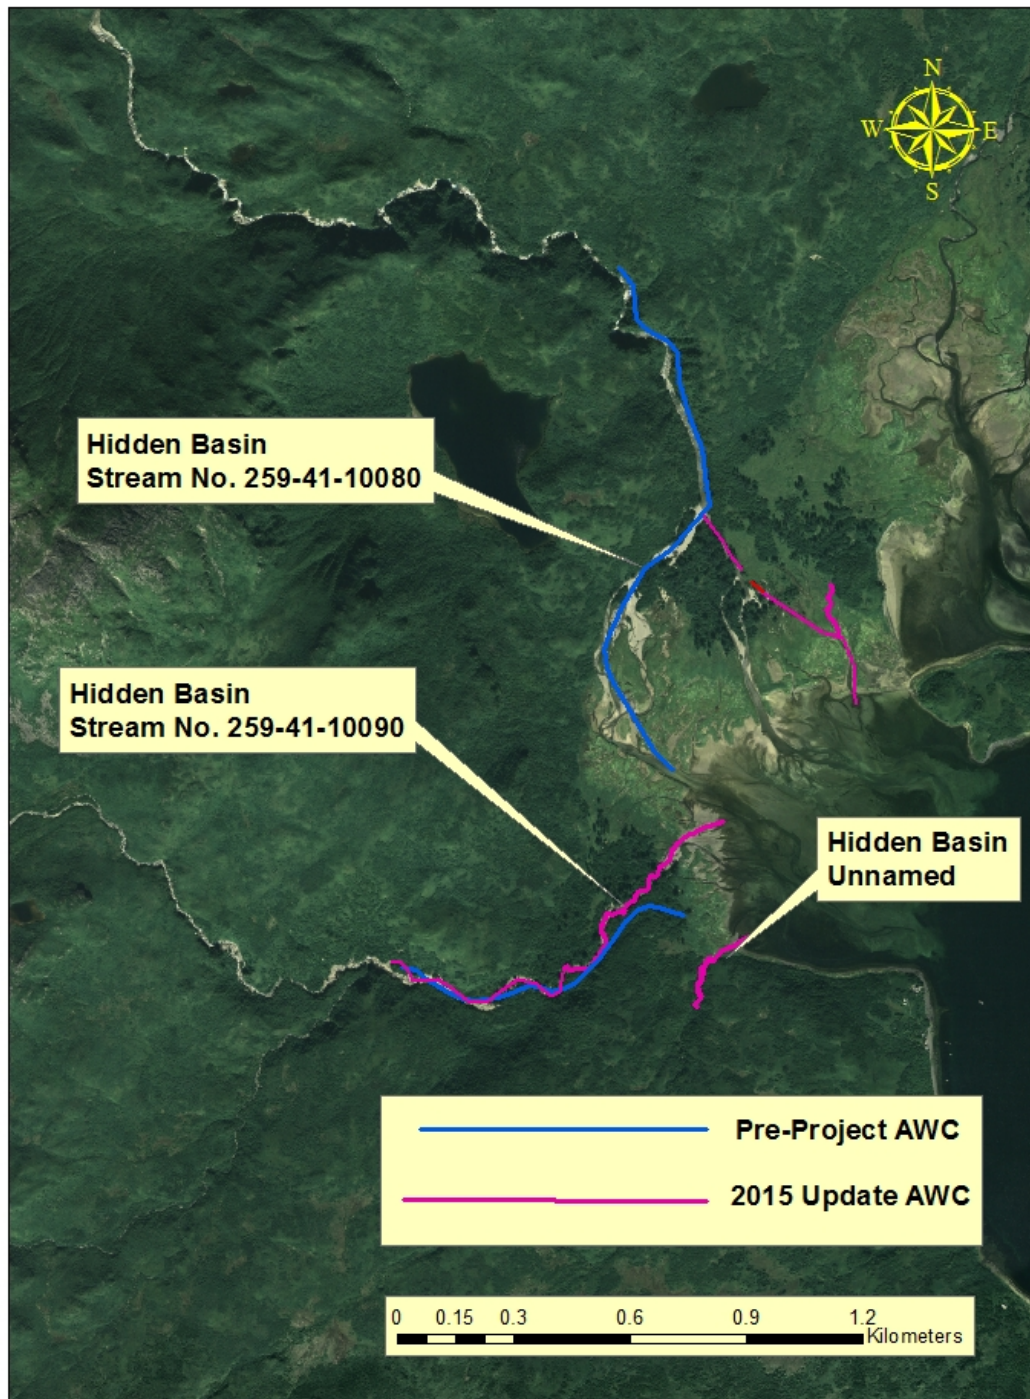 N
W E
S
Hidden Basin
Stream No. 259-41-10080
Hidden Basin
Stream No. 259-41-10090
Hidden Basin
Unnamed
Pre-Project AWC
2015 Update AWC
0 0.15 0.3 0.6 0.9 1.2
Kilometers